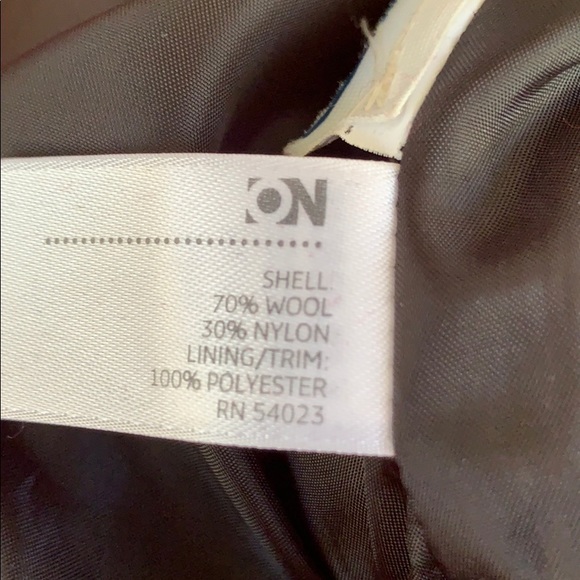 ON
SHELL:
70% WOOL
30% NYLON
LINING/TRIM:
100% POLYESTER
RN 54023